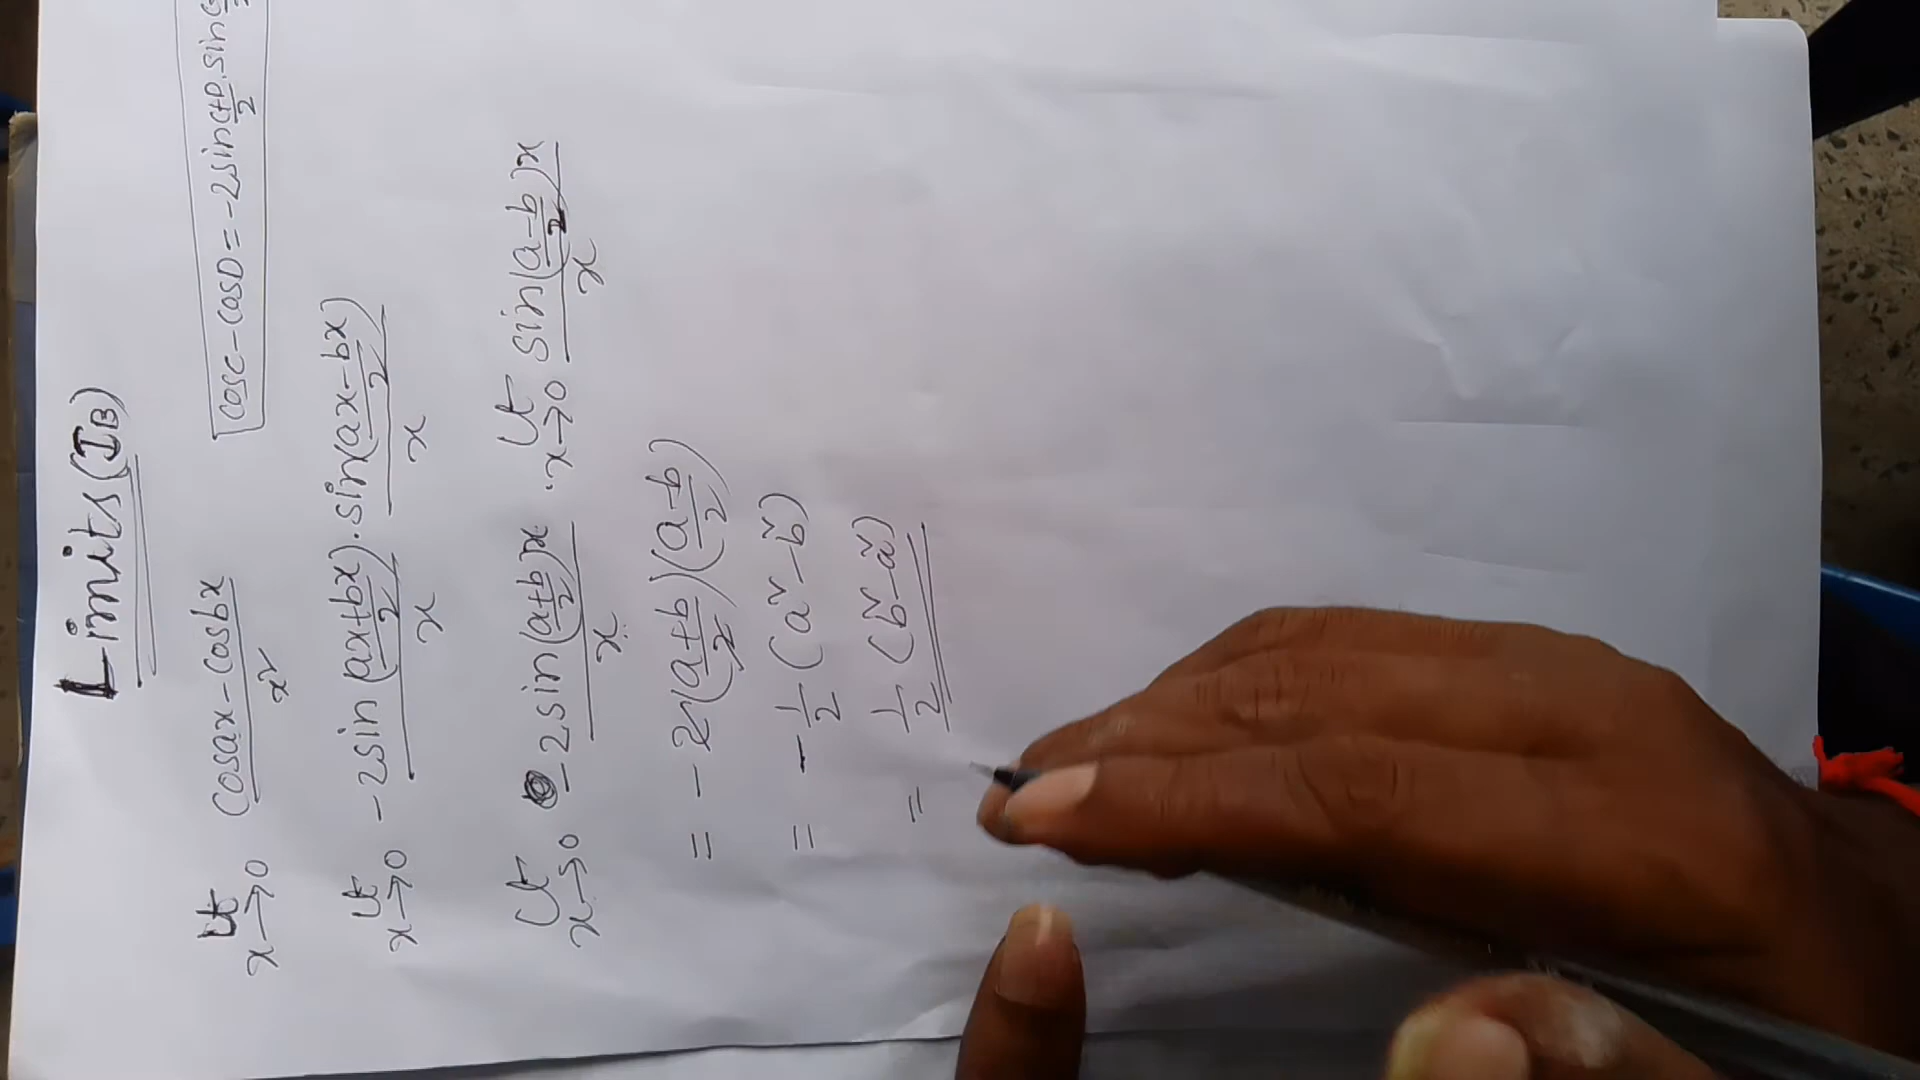 Limits(IB)
Lt x→0 (cosax - cosbx)/x² [cosC - cosD = -2sin (C+D)/2 . sin
Lt x→0 -2sin((ax+bx)/2)/x . sin((ax-bx)/2)/x
Lt x→0 -2sin((a+b)/2)x/x . Lt x→0 sin((a-b)/2)x/x
= -2((a+b)/2)((a-b)/2)
= -1/2 (a² - b²)
= 1/2 (b² - a²)